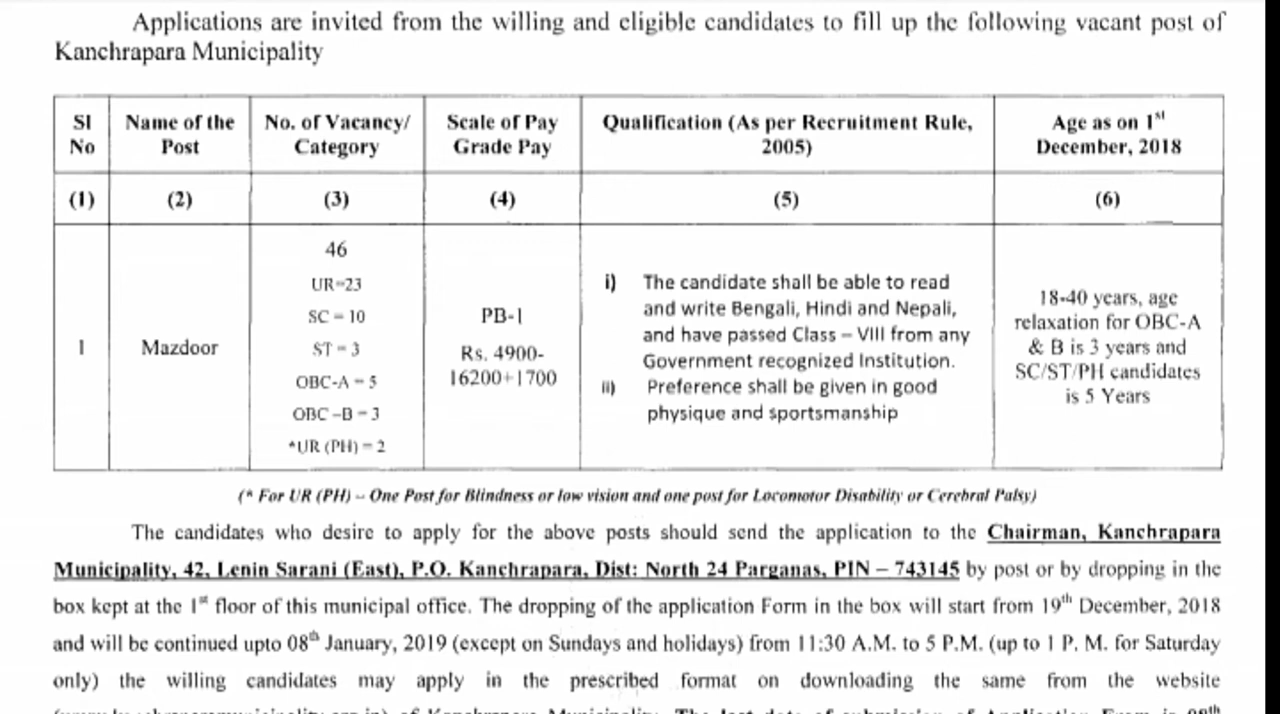 Applications are invited from the willing and eligible candidates to fill up the following vacant post of
Kanchrapara Municipality
Sl No
Name of the Post
No. of Vacancy/ Category
Scale of Pay Grade Pay
Qualification (As per Recruitment Rule, 2005)
Age as on 1st December, 2018
(1)
(2)
(3)
(4)
(5)
(6)
1
Mazdoor
46
UR=23
SC = 10
ST = 3
OBC-A = 5
OBC –B = 3
*UR (PH) = 2
PB-1
Rs. 4900-
16200+1700
i) The candidate shall be able to read
and write Bengali, Hindi and Nepali,
and have passed Class – VIII from any
Government recognized Institution.
ii) Preference shall be given in good
physique and sportsmanship
18-40 years, age
relaxation for OBC-A
& B is 3 years and
SC/ST/PH candidates
is 5 Years
(* For UR (PH) – One Post for Blindness or low vision and one post for Locomotor Disability or Cerebral Palsy)
The candidates who desire to apply for the above posts should send the application to the Chairman, Kanchrapara
Municipality, 42, Lenin Sarani (East), P.O. Kanchrapara, Dist: North 24 Parganas, PIN – 743145 by post or by dropping in the
box kept at the 1st floor of this municipal office. The dropping of the application Form in the box will start from 19th December, 2018
and will be continued upto 08th January, 2019 (except on Sundays and holidays) from 11:30 A.M. to 5 P.M. (up to 1 P. M. for Saturday
only) the willing candidates may apply in the prescribed format on downloading the same from the website